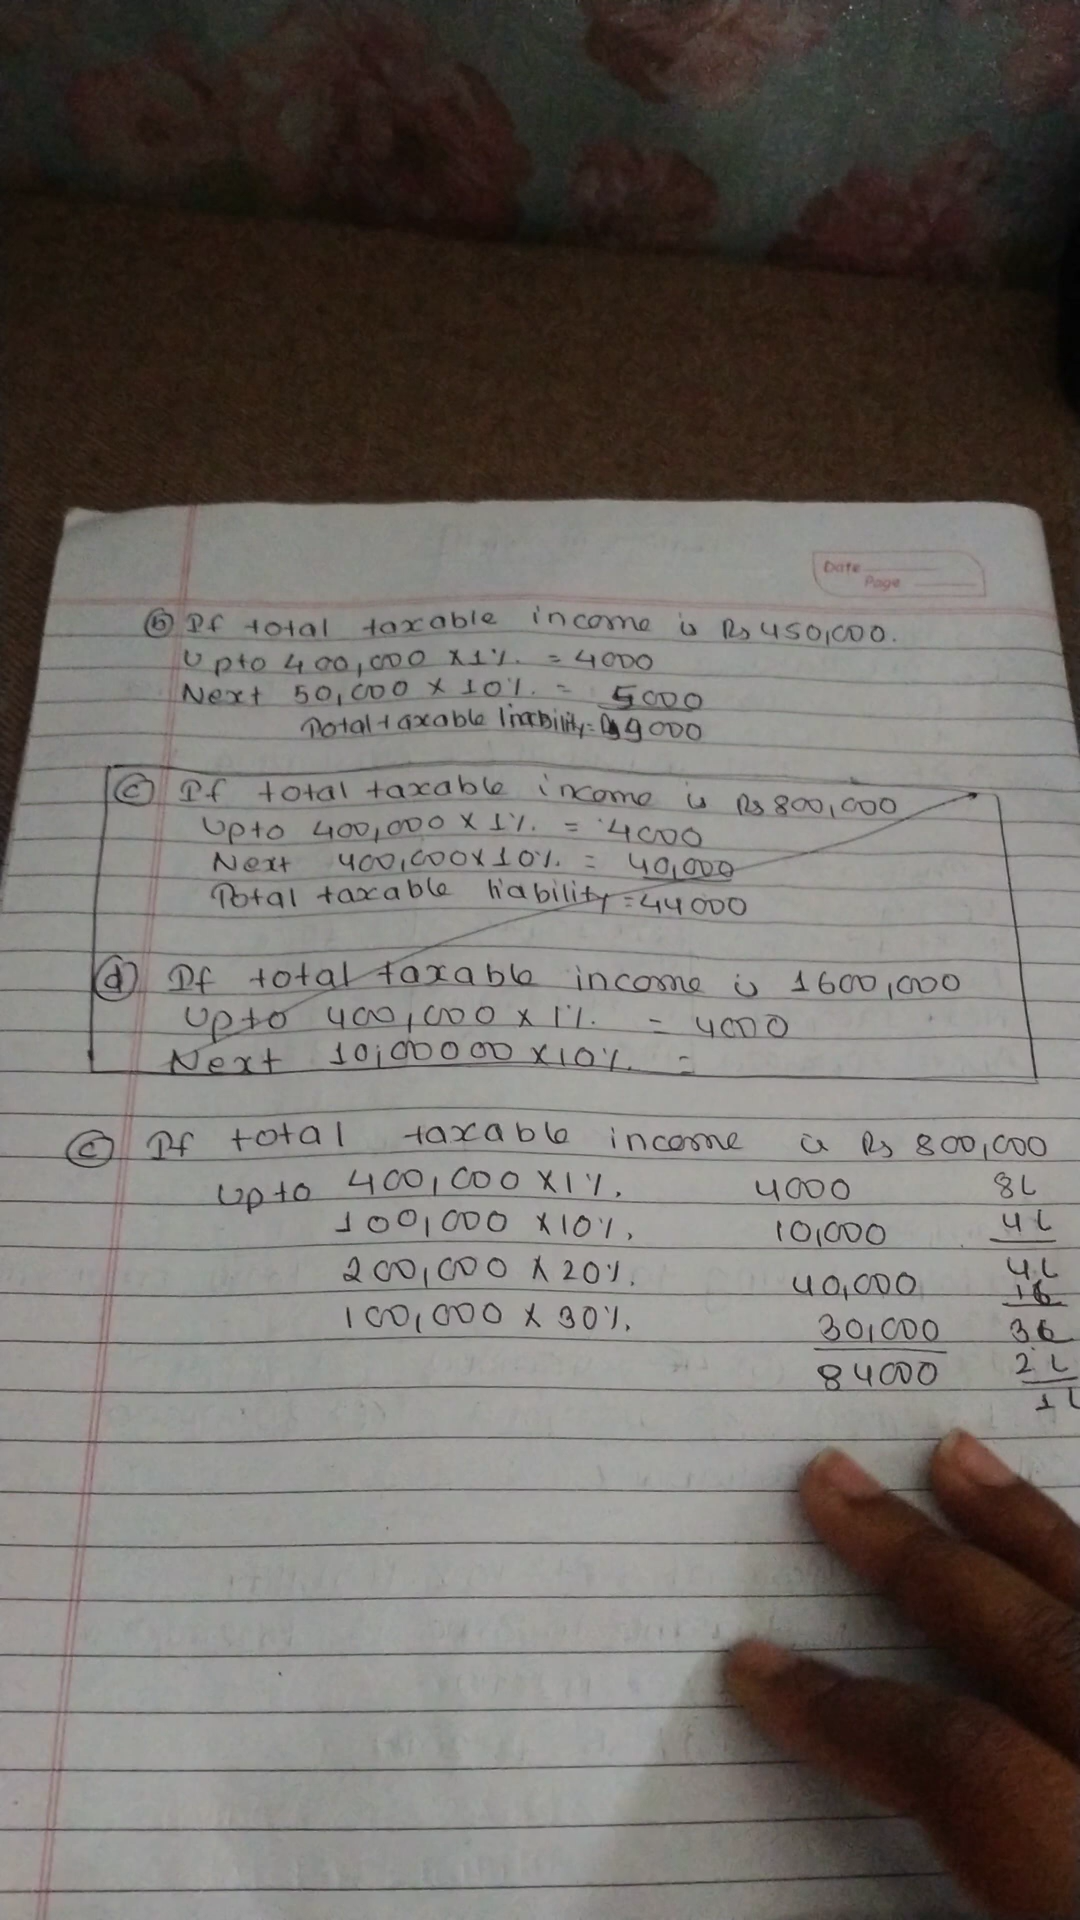 Date
Page
(b) If total taxable income is Rs 450,000.
Upto 400,000 x 1%. = 4000
Next 50,000 x 10%. = 5000
Total taxable liability = 9000
(c) If total taxable income is Rs 800,000
Upto 400,000 x 1%. = 4000
Next 400,000 x 10%. = 40,000
Total taxable liability = 44000
(d) If total taxable income is 1600,000
Upto 400,000 x 1%. = 4000
Next 10,00000 x 10%. =
(c) If total taxable income is Rs 800,000
Upto 400,000 x 1%. 4000 8L
100,000 x 10%. 10,000 4L
200,000 x 20%. 40,000 4L
1L
100,000 x 30%. 30,000 3L
84000 2L
1L